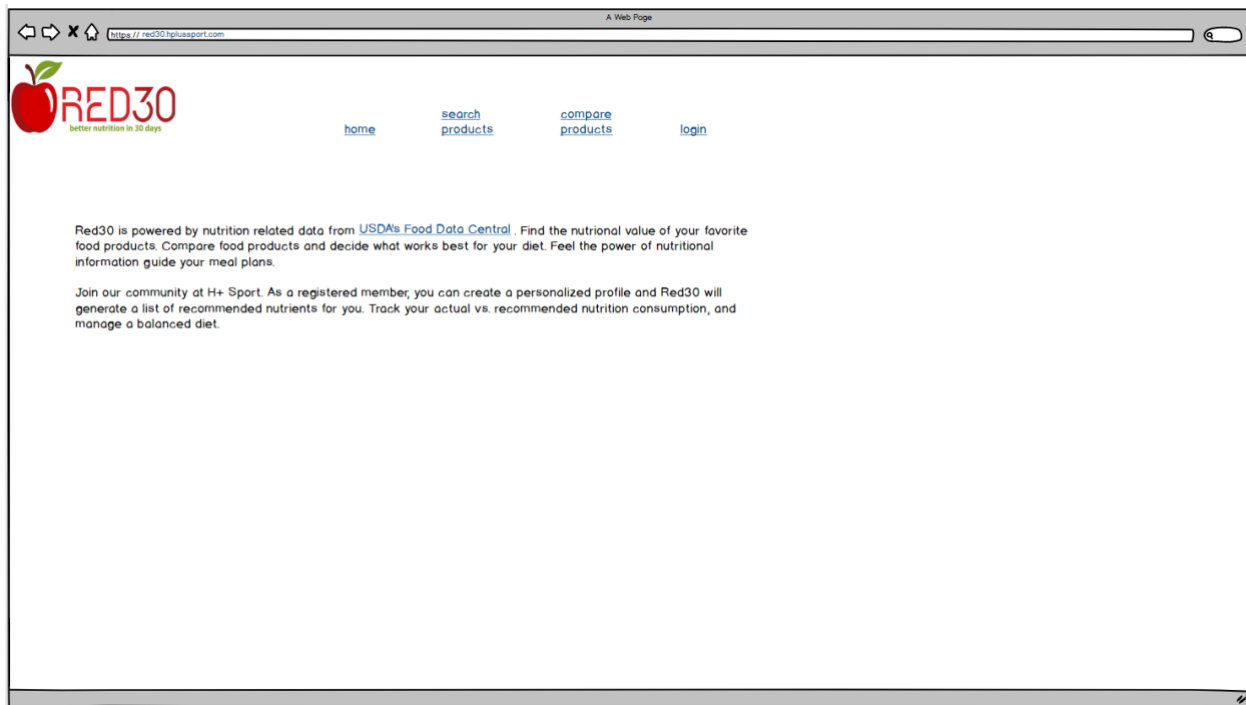 A Web Page
https:// red30.hplussport.com
RED30
better nutrition in 30 days
home
search
products
compare
products
login
Red30 is powered by nutrition related data from USDA's Food Data Central . Find the nutrional value of your favorite
food products. Compare food products and decide what works best for your diet. Feel the power of nutritional
information guide your meal plans.
Join our community at H+ Sport. As a registered member, you can create a personalized profile and Red30 will
generate a list of recommended nutrients for you. Track your actual vs. recommended nutrition consumption, and
manage a balanced diet.